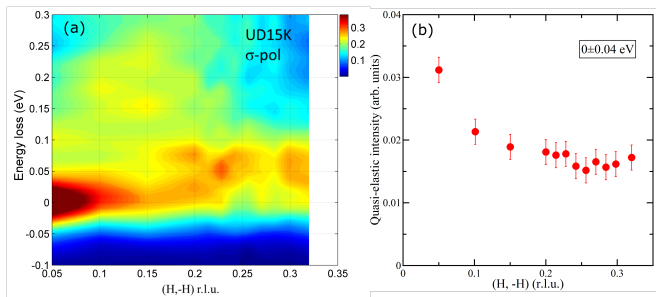 (a)
UD15K
σ-pol
0.3
0.2
0.1
0
0.3
0.25
0.2
0.15
0.1
0.05
0
-0.05
-0.1
Energy loss (eV)
0.05 0.1 0.15 0.2 0.25 0.3 0.35
(H,-H) r.l.u.
(b)
0±0.04 eV
0.04
0.03
0.02
0.01
0
Quasi-elastic intensity (arb. units)
0 0.1 0.2 0.3
(H, -H) (r.l.u.)